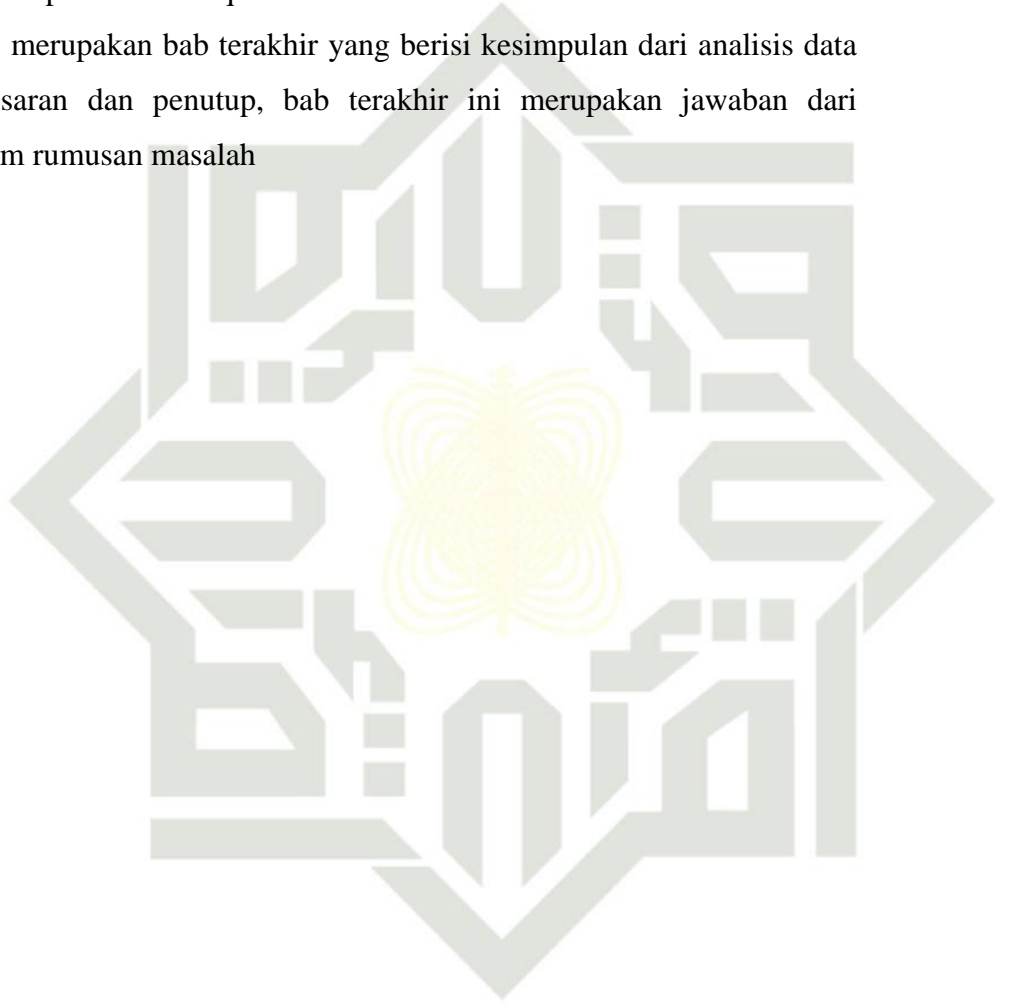 merupakan bab terakhir yang berisi kesimpulan dari analisis data
saran dan penutup, bab terakhir ini merupakan jawaban dari
rumusan masalah